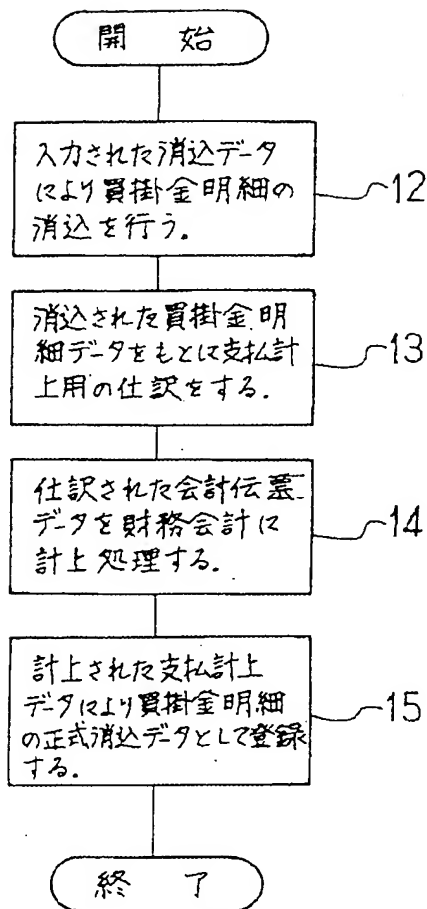 開 始
入力された消込データ
により買掛金明細の
消込を行う.
12
消込された買掛金明
細データをもとに支払計
上用の仕訳をする.
13
仕訳された会計伝票
データを財務会計に
計上処理する.
14
計上された支払計上
データにより買掛金明細
の正式消込データとして登録
する.
15
終 了